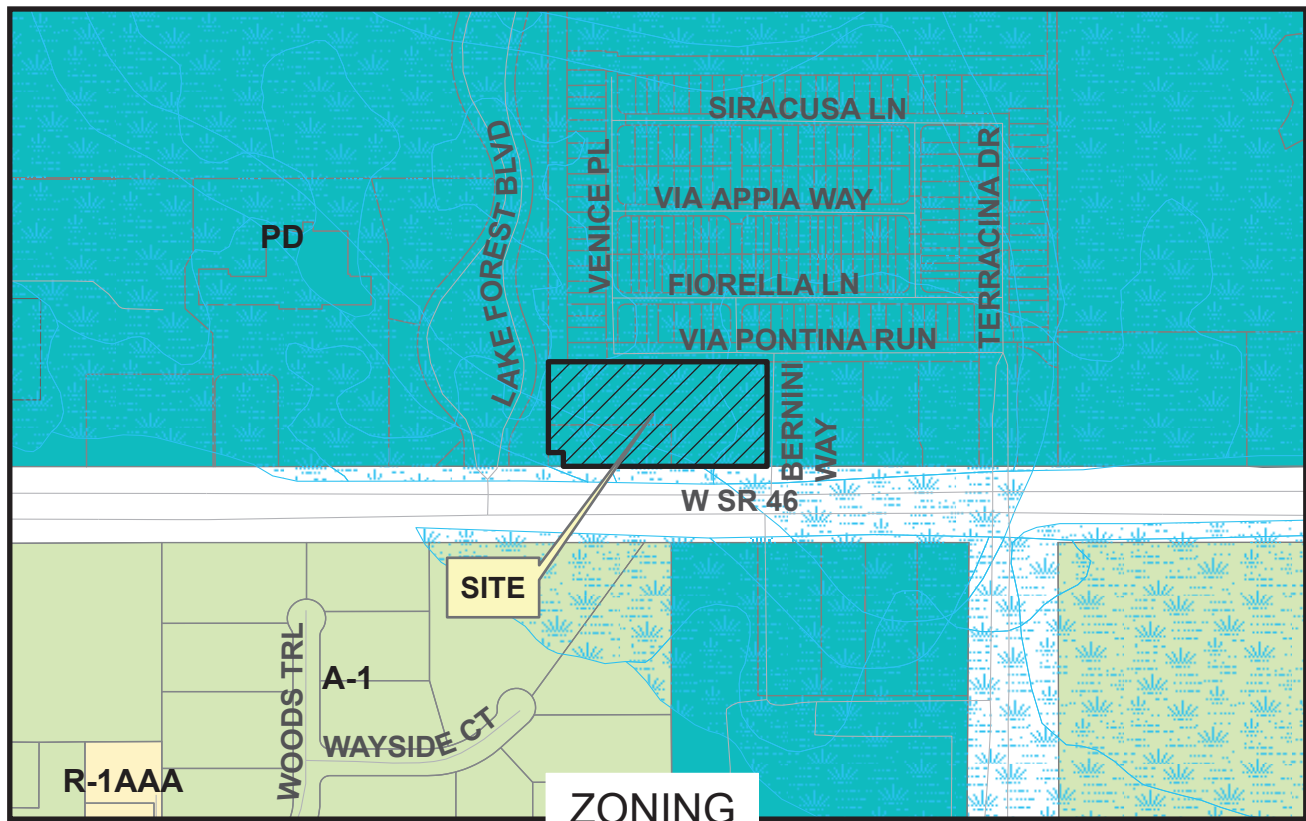 SIRACUSA LN
LAKE FOREST BLVD
VENICE PL
TERRACINA DR
VIA APPIA WAY
PD
FIORELLA LN
VIA PONTINA RUN
BERNINI
WAY
W SR 46
SITE
WOODS TRL
A-1
WAYSIDE CT
R-1AAA
ZONING